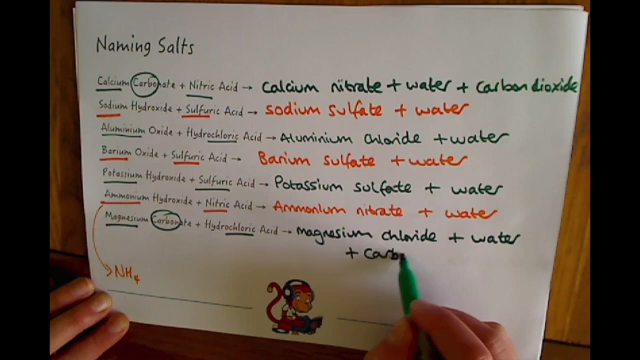 Naming Salts
Calcium Carbonate + Nitric Acid → Calcium nitrate + water + carbon dioxide
Sodium Hydroxide + Sulfuric Acid → sodium sulfate + water
Aluminium Oxide + Hydrochloric Acid → Aluminium chloride + water
Barium Oxide + Sulfuric Acid → Barium sulfate + water
Potassium Hydroxide + Sulfuric Acid → Potassium sulfate + water
Ammonium Hydroxide + Nitric Acid → Ammonium nitrate + water
Magnesium Carbonate + Hydrochloric Acid → magnesium chloride + water
+ carb
NH4